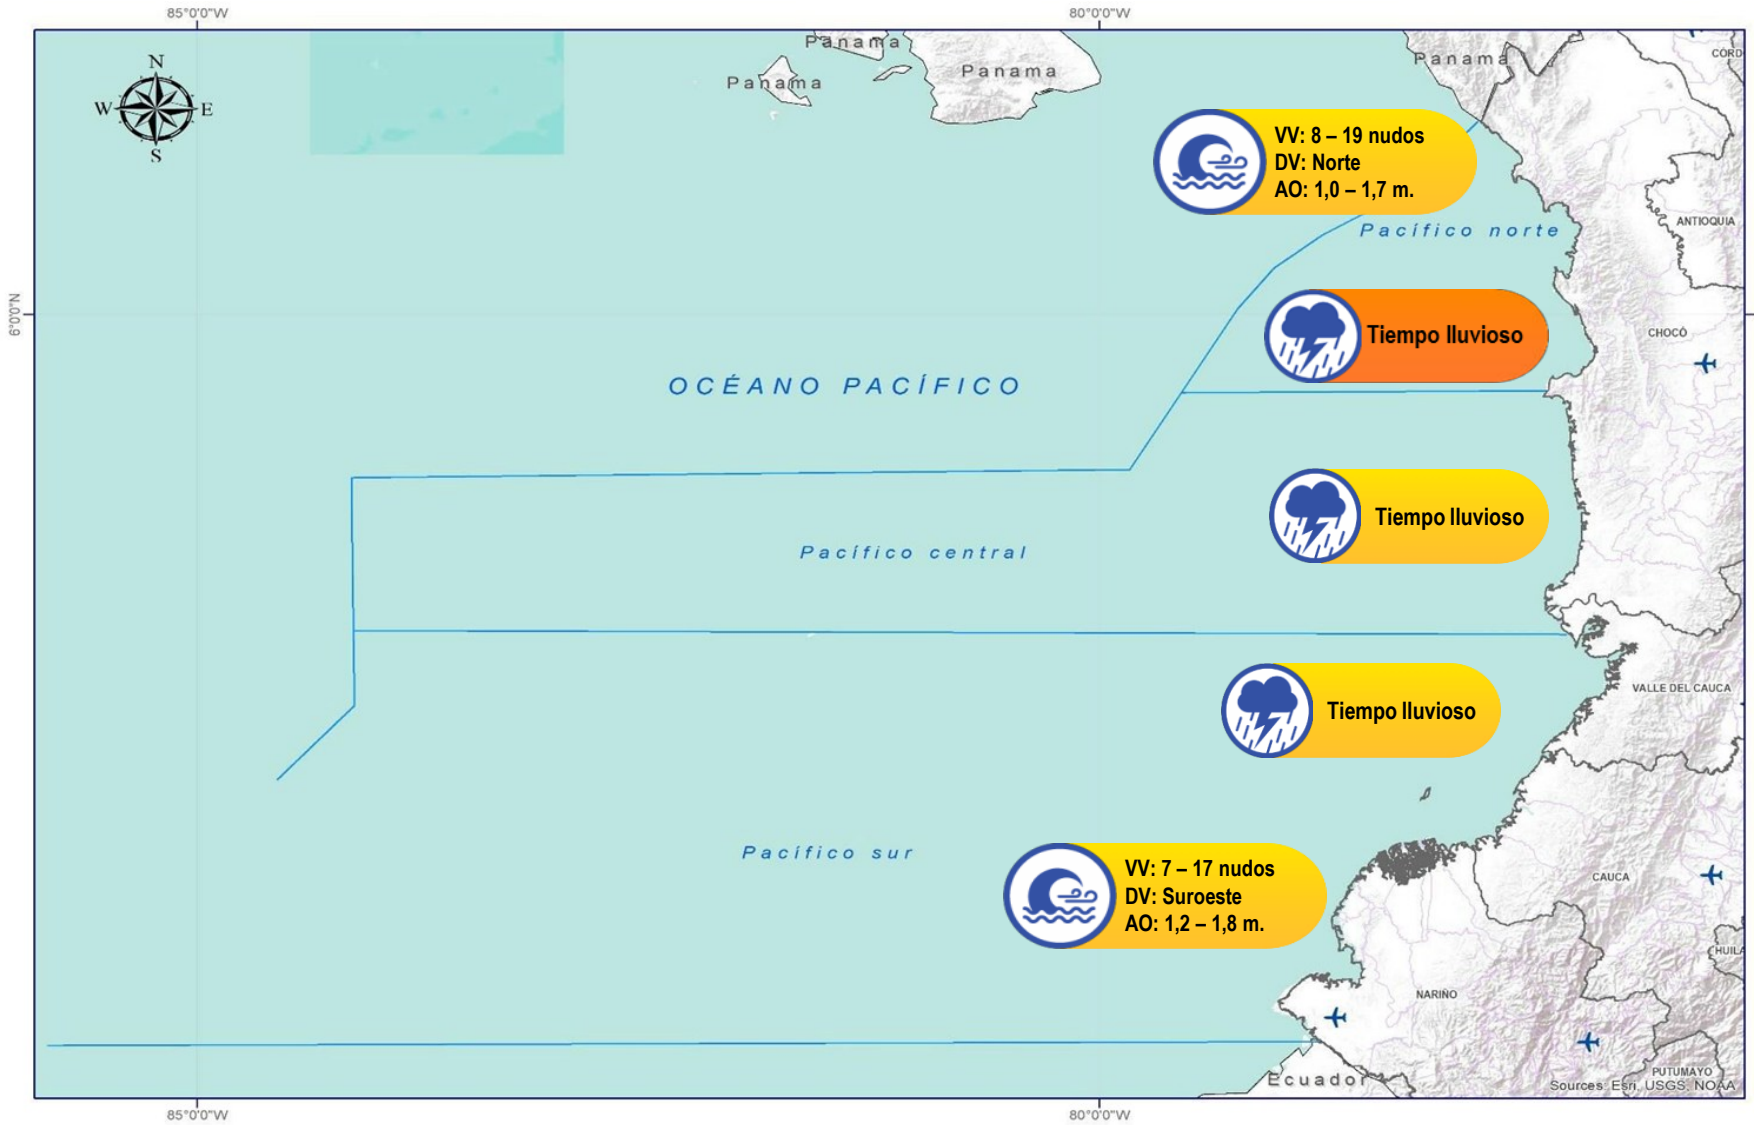 85°0'0"W
80°0'0"W
N
W
E
S
Panama
Panama
Panama
Panama
VV: 8 – 19 nudos
DV: Norte
AO: 1,0 – 1,7 m.
ANTIOQUIA
Pacífico norte
6°0'0"N
Tiempo lluvioso
CHOCÓ
OCÉANO PACÍFICO
Tiempo lluvioso
Pacífico central
VALLE DEL CAUCA
Tiempo lluvioso
Pacífico sur
VV: 7 – 17 nudos
DV: Suroeste
AO: 1,2 – 1,8 m.
CAUCA
HUILA
NARIÑO
PUTUMAYO
Ecuador
Sources: Esri, USGS, NOAA
85°0'0"W
80°0'0"W